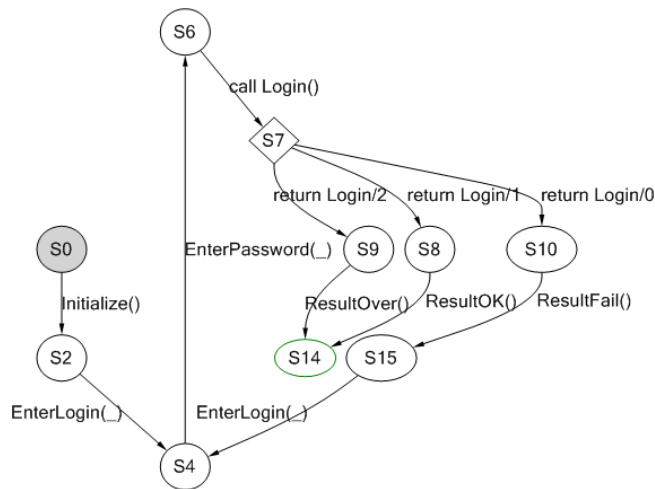 S6
call Login()
S7
return Login/2
return Login/1
return Login/0
S0
EnterPassword(_)
S9
S8
S10
Initialize()
ResultOver()
ResultOK()
ResultFail()
S2
S14
S15
EnterLogin(_)
EnterLogin(_)
S4